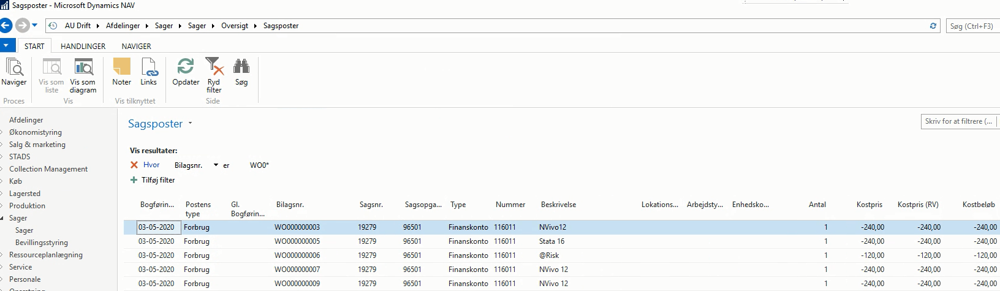 Sagsposter - Microsoft Dynamics NAV
AU Drift Afdelinger Sager Sager Oversigt Sagsposter Søg (Ctrl+F3)
START HANDLINGER NAVIGER
Naviger Vis som liste Vis som diagram Noter Links Opdater Ryd filter Søg
Proces Vis Vis tilknyttet Side
Afdelinger
Økonomistyring
Salg & marketing
STADS
Collection Management
Køb
Lagersted
Produktion
Sager
Sager
Bevillingsstyring
Ressourceplanlægning
Service
Personale
Sagsposter Skriv for at filtrere (...
Vis resultater:
Hvor Bilagsnr. er WO0*
Tilføj filter
Bogførin... Postens type Gl. Bogførin... Bilagsnr. Sagsnr. Sagsopga... Type Nummer Beskrivelse Lokations... Arbejdsty... Enhedsko... Antal Kostpris Kostpris (RV) Kostbeløb
03-05-2020 Forbrug WO000000003 19279 96501 Finanskonto 116011 NVivo12 1 -240,00 -240,00 -240,00
03-05-2020 Forbrug WO000000005 19279 96501 Finanskonto 116011 Stata 16 1 -240,00 -240,00 -240,00
03-05-2020 Forbrug WO000000006 19279 96501 Finanskonto 116011 @Risk 1 -120,00 -120,00 -120,00
03-05-2020 Forbrug WO000000007 19279 96501 Finanskonto 116011 NVivo 12 1 -240,00 -240,00 -240,00
03-05-2020 Forbrug WO000000009 19279 96501 Finanskonto 116011 NVivo 12 1 -240,00 -240,00 -240,00